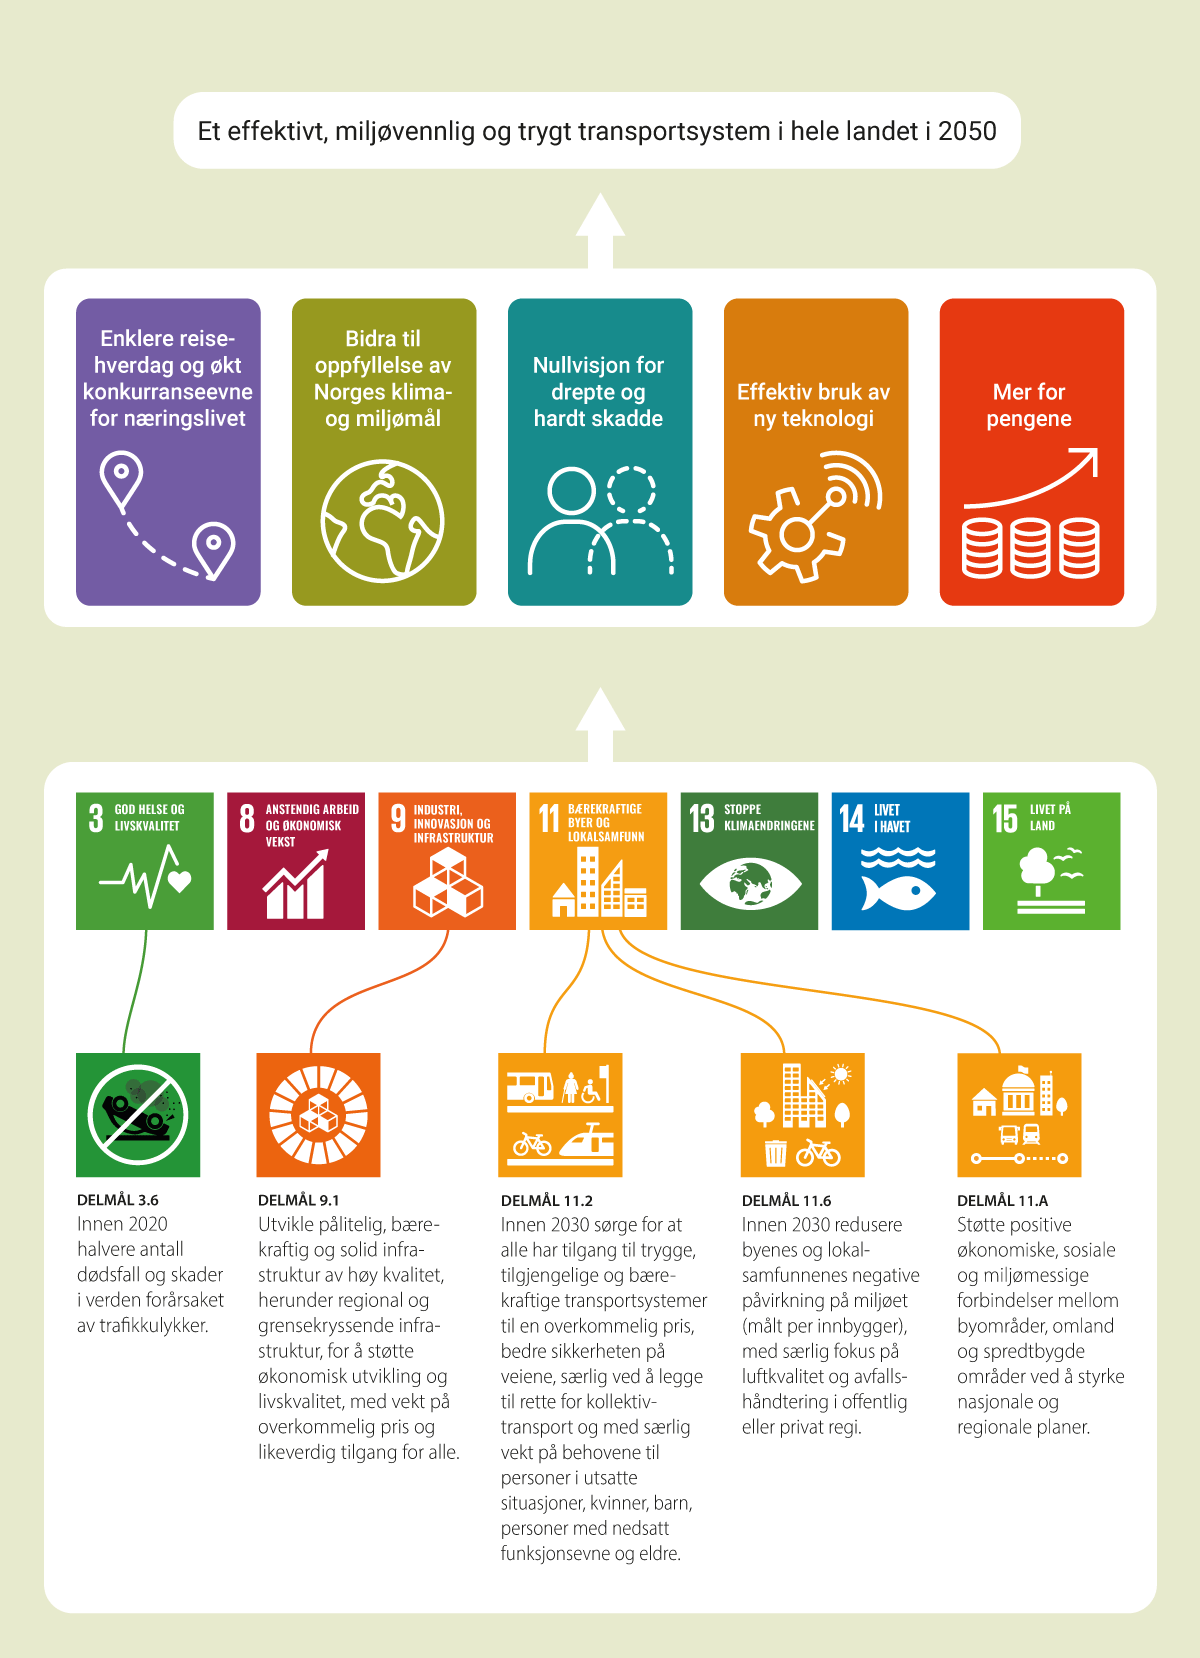 Et effektivt, miljøvennlig og trygt transportsystem i hele landet i 2050
Enklere reise-
hverdag og økt
konkurranseevne
for næringslivet
Bidra til
oppfyllelse av
Norges klima-
og miljømål
Nullvisjon for
drepte og
hardt skadde
Effektiv bruk av
ny teknologi
Mer for
pengene
3 GOD HELSE OG
LIVSKVALITET
8 ANSTENDIG ARBEID
OG ØKONOMISK
VEKST
9 INDUSTRI,
INNOVASJON OG
INFRASTRUKTUR
11 BÆREKRAFTIGE
BYER OG
LOKALSAMFUNN
13 STOPPE
KLIMAENDRINGENE
14 LIVET
I HAVET
15 LIVET PÅ
LAND
DELMÅL 3.6
Innen 2020
halvere antall
dødsfall og skader
i verden forårsaket
av trafikkulykker.
DELMÅL 9.1
Utvikle pålitelig, bære-
kraftig og solid infra-
struktur av høy kvalitet,
herunder regional og
grensekryssende infra-
struktur, for å støtte
økonomisk utvikling og
livskvalitet, med vekt på
overkommelig pris og
likeverdig tilgang for alle.
DELMÅL 11.2
Innen 2030 sørge for at
alle har tilgang til trygge,
tilgjengelige og bære-
kraftige transportsystemer
til en overkommelig pris,
bedre sikkerheten på
veiene, særlig ved å legge
til rette for kollektiv-
transport og med særlig
vekt på behovene til
personer i utsatte
situasjoner, kvinner, barn,
personer med nedsatt
funksjonsevne og eldre.
DELMÅL 11.6
Innen 2030 redusere
byenes og lokal-
samfunnenes negative
påvirkning på miljøet
(målt per innbygger),
med særlig fokus på
luftkvalitet og avfalls-
håndtering i offentlig
eller privat regi.
DELMÅL 11.A
Støtte positive
økonomiske, sosiale
og miljømessige
forbindelser mellom
byområder, omland
og spredtbygde
områder ved å styrke
nasjonale og
regionale planer.